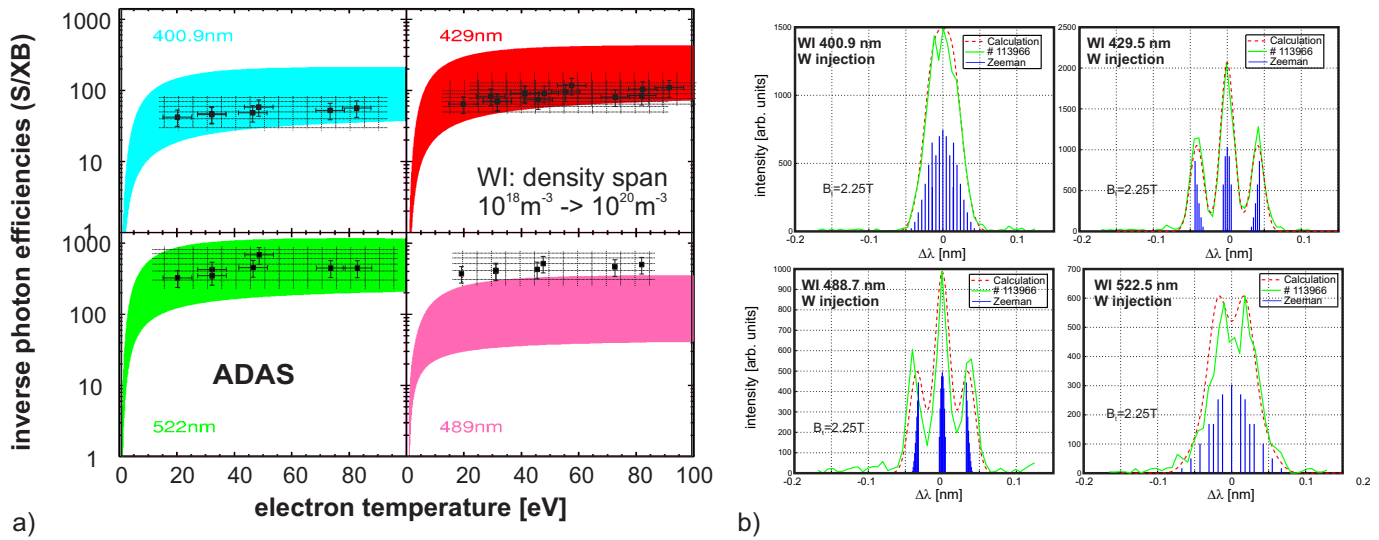 inverse photon efficiencies (S/XB)
1000
100
10
1
1000
100
10
1
400.9nm
429nm
WI: density span
10¹⁸m⁻³ -> 10²⁰m⁻³
ADAS
522nm
489nm
0 20 40 60 80 0 20 40 60 80 100
electron temperature [eV]
a)
WI 400.9 nm
W injection
Calculation
# 113966
Zeeman
intensity [arb. units]
1500
1000
500
0
Bₜ=2.25T
-0.2 -0.1 0 0.1
Δλ [nm]
WI 429.5 nm
W injection
Calculation
# 113966
Zeeman
2500
2000
1500
1000
500
0
Bₜ=2.25T
-0.2 -0.1 0 0.1
Δλ [nm]
WI 488.7 nm
W injection
Calculation
# 113966
Zeeman
intensity [arb. units]
1000
900
800
700
600
500
400
300
200
100
0
Bₜ=2.25T
-0.2 -0.1 0 0.1
Δλ [nm]
WI 522.5 nm
W injection
Calculation
# 113966
Zeeman
700
600
500
400
300
200
100
0
Bₜ=2.25T
-0.2 -0.1 0 0.1 0.2
Δλ [nm]
b)